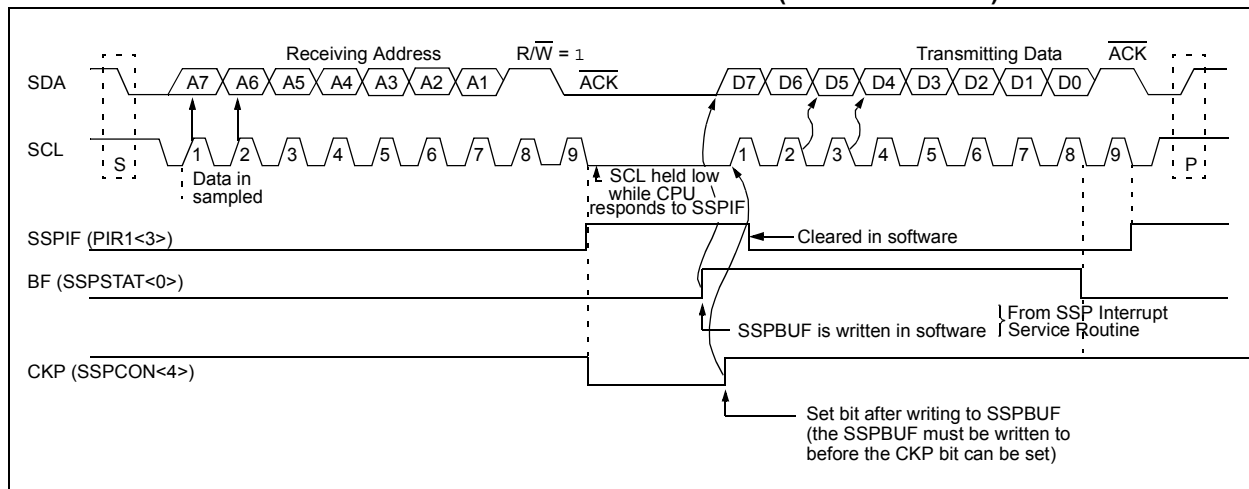 Receiving Address R/W = 1 Transmitting Data ACK
SDA A7 A6 A5 A4 A3 A2 A1 ACK D7 D6 D5 D4 D3 D2 D1 D0
SCL 1 2 3 4 5 6 7 8 9 1 2 3 4 5 6 7 8 9
S P
Data in
sampled
SCL held low
while CPU
responds to SSPIF
SSPIF (PIR1<3>)
Cleared in software
BF (SSPSTAT<0>)
SSPBUF is written in software
From SSP Interrupt
Service Routine
CKP (SSPCON<4>)
Set bit after writing to SSPBUF
(the SSPBUF must be written to
before the CKP bit can be set)